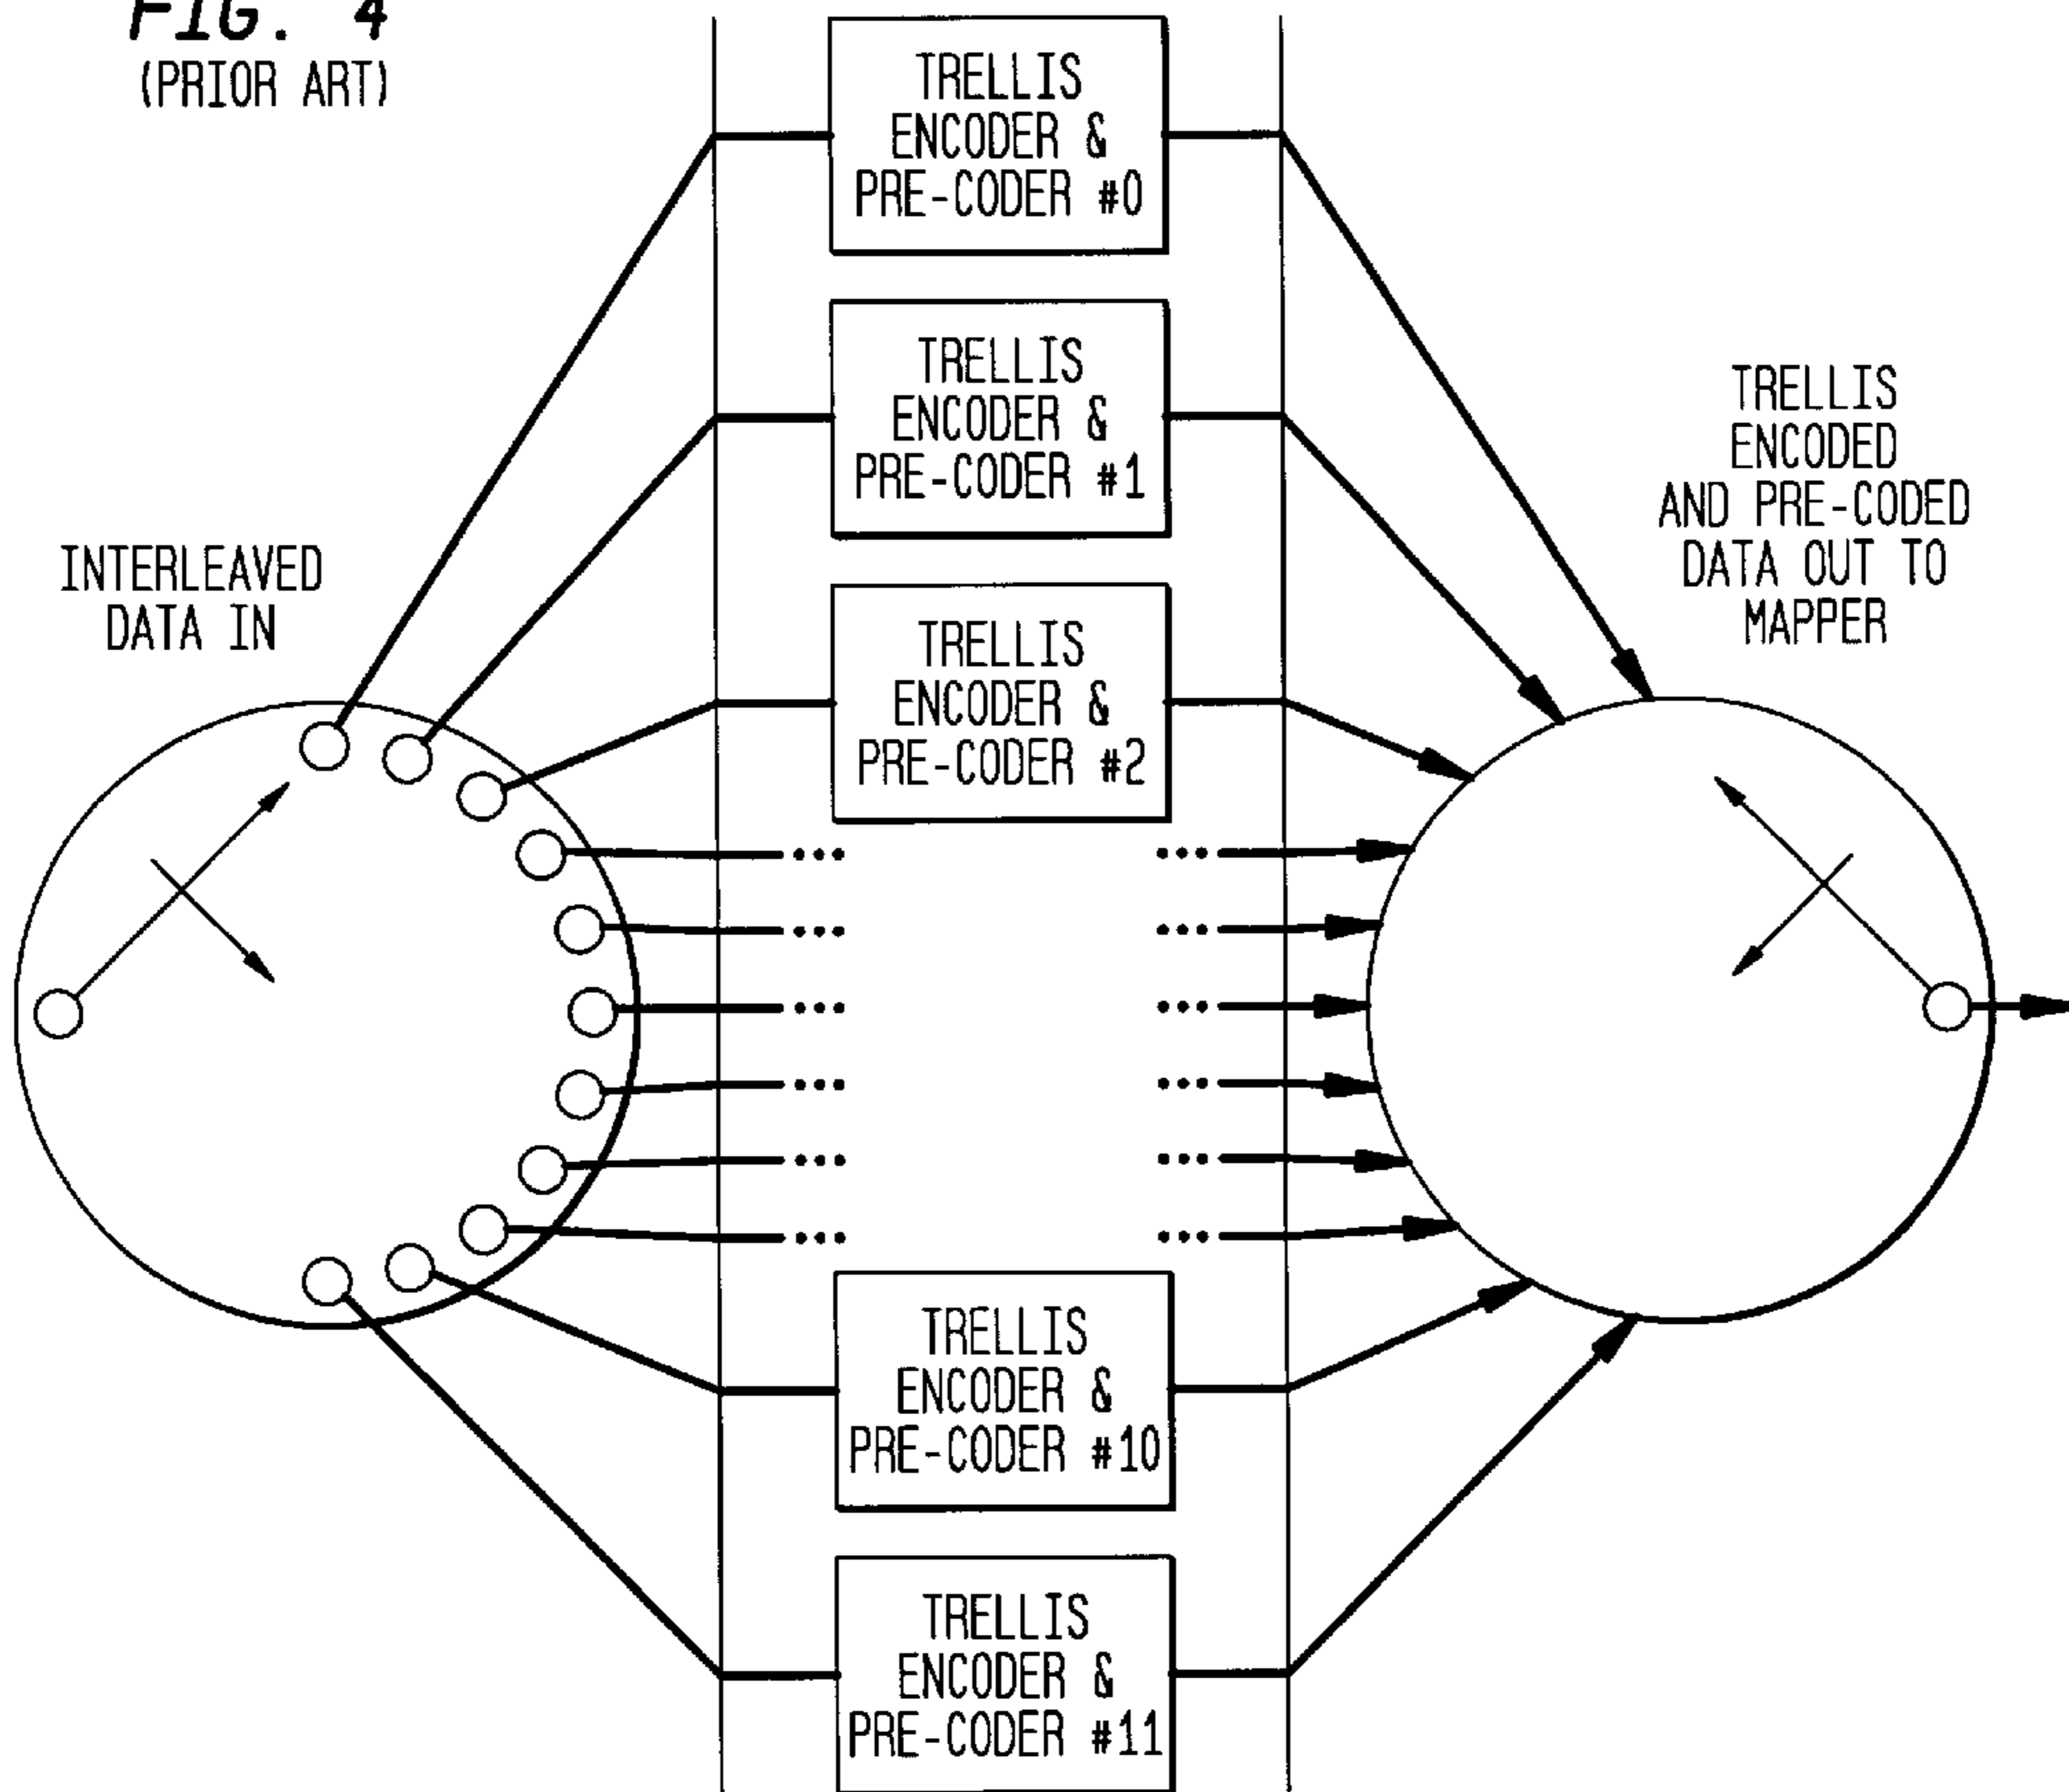 FIG. 4
(PRIOR ART)
TRELLIS
ENCODER &
PRE-CODER #0
TRELLIS
ENCODER &
PRE-CODER #1
TRELLIS
ENCODED
AND PRE-CODED
DATA OUT TO
MAPPER
INTERLEAVED
DATA IN
TRELLIS
ENCODER &
PRE-CODER #2
TRELLIS
ENCODER &
PRE-CODER #10
TRELLIS
ENCODER &
PRE-CODER #11